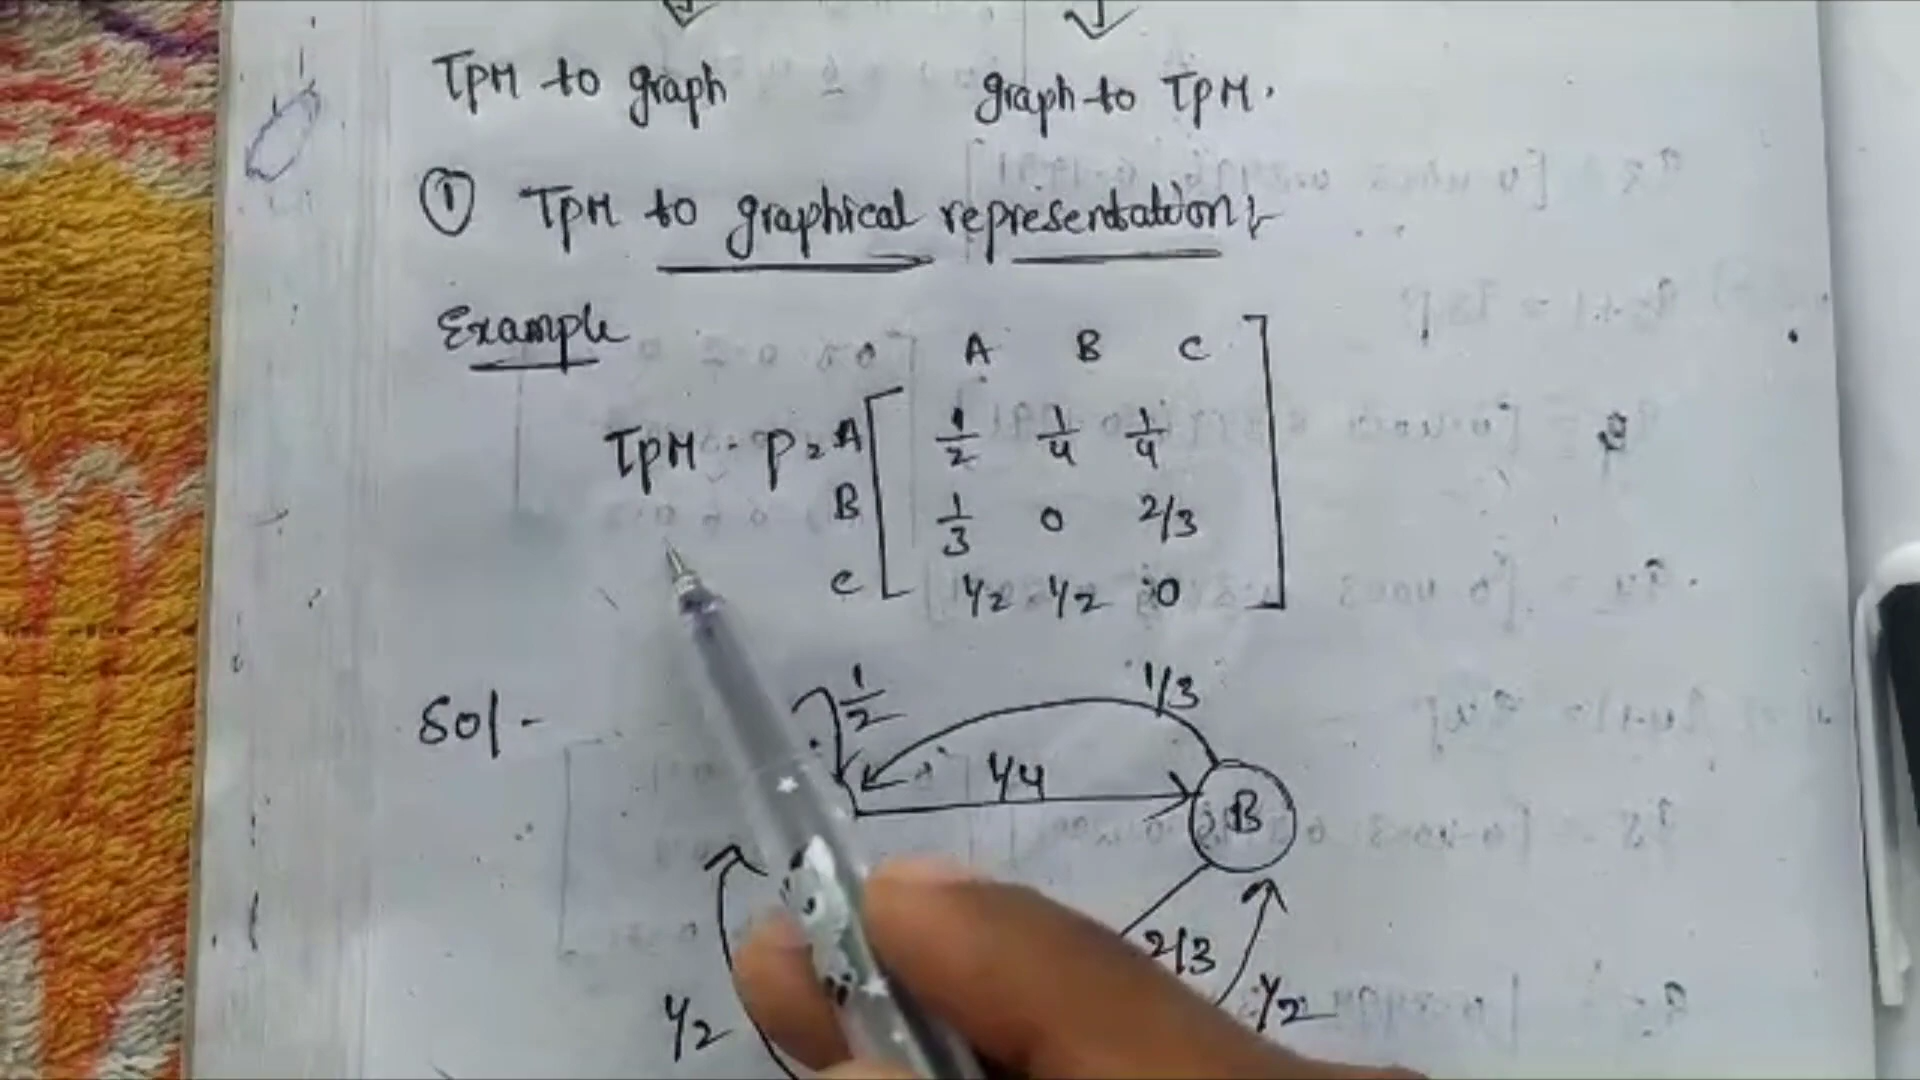 TPM to graph
graph to TPM.
① TPM to graphical representation:-
Example
A B C
TPM - P = A 1/2 1/4 1/4
B 1/3 0 2/3
C 1/2 1/2 0
Sol-
1/2
1/3
1/4
B
2/3
1/2
1/2